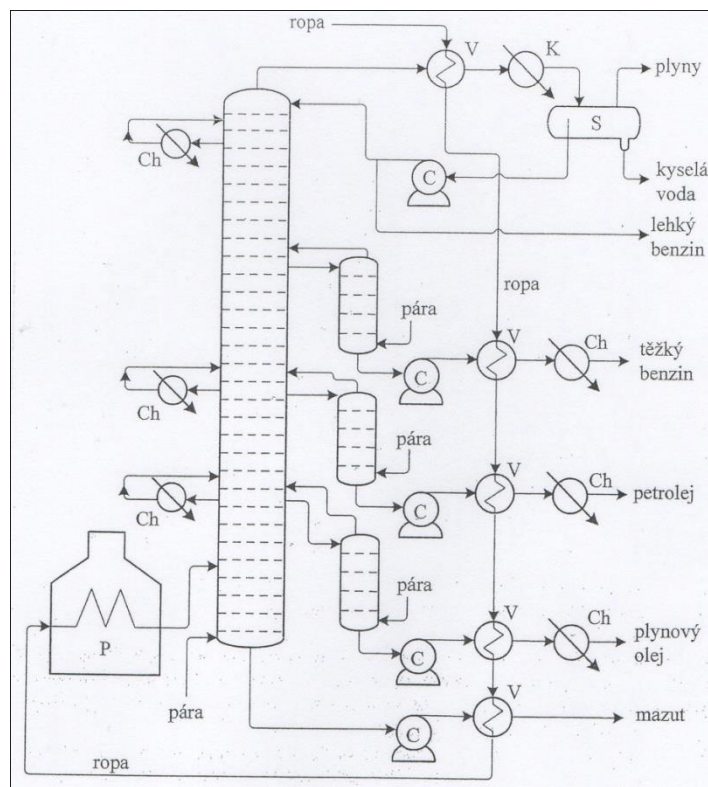 ropa
V
K
plyny
S
Ch
C
kyselá
voda
lehký
benzin
ropa
pára
V
Ch
těžký
benzin
C
Ch
pára
V
Ch
petrolej
C
Ch
pára
P
V
Ch
plynový
olej
C
pára
V
mazut
C
ropa